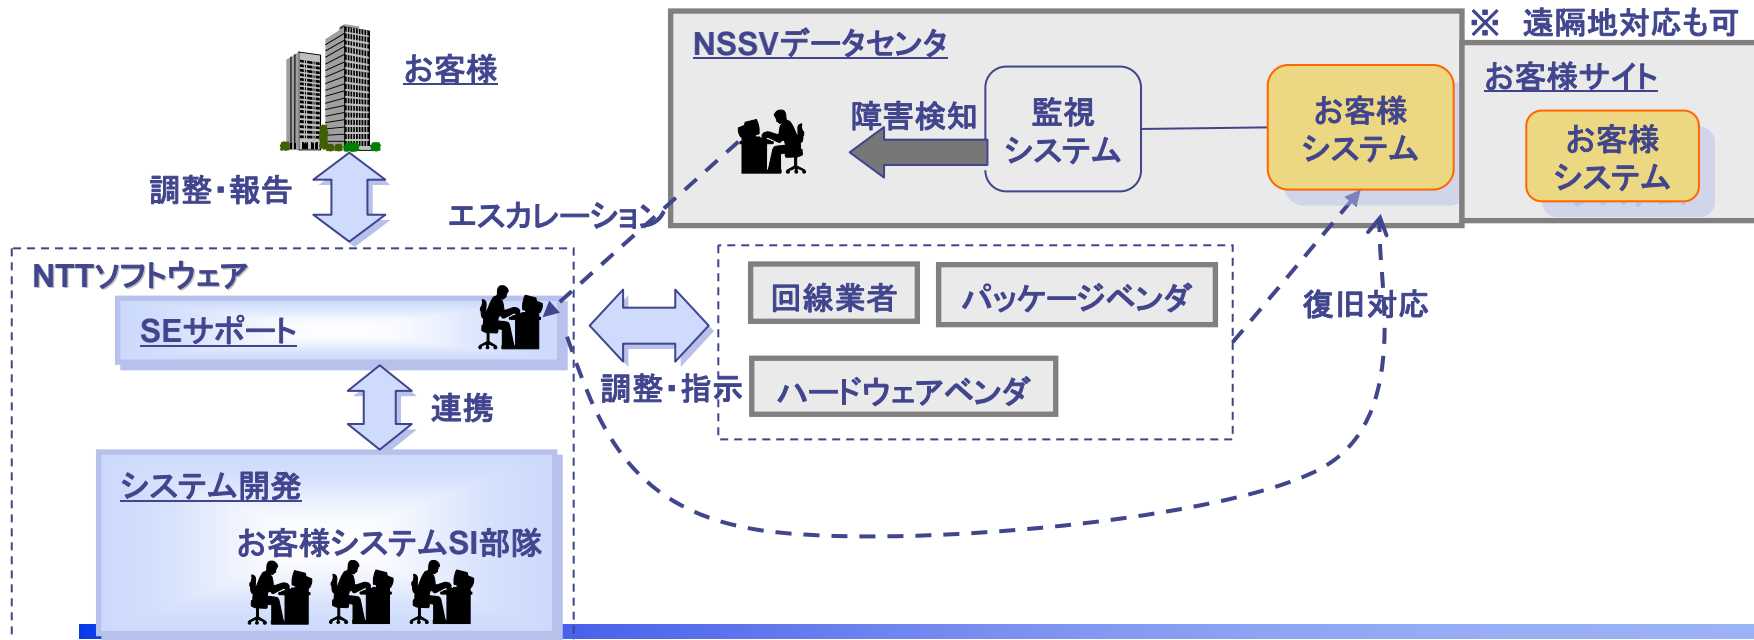 お客様
調整・報告
NSSVデータセンタ
障害検知
監視
システム
お客様
システム
※　遠隔地対応も可
お客様サイト
お客様
システム
エスカレーション
NTTソフトウェア
SEサポート
連携
調整・指示
回線業者
パッケージベンダ
ハードウェアベンダ
復旧対応
システム開発
お客様システムSI部隊